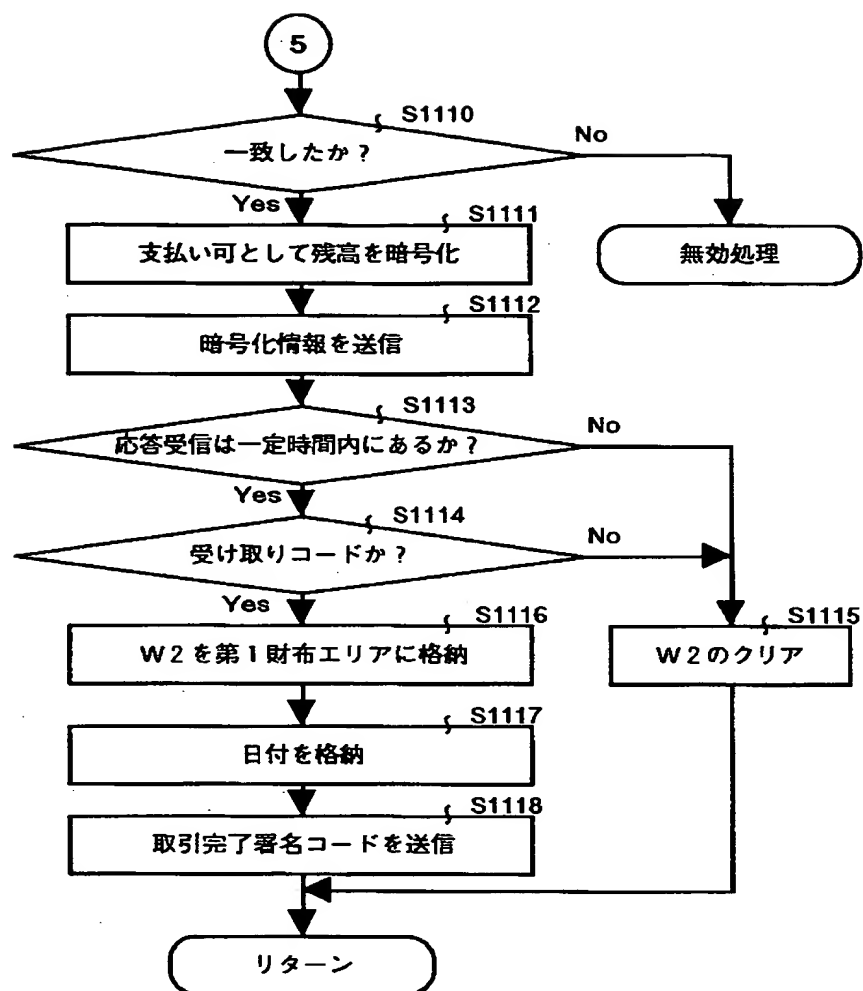 5
S1110
一致したか?
No
Yes
S1111
支払い可として残高を暗号化
無効処理
S1112
暗号化情報を送信
S1113
応答受信は一定時間内にあるか?
No
Yes
S1114
受け取りコードか?
No
Yes
S1116
W2を第1財布エリアに格納
S1115
W2のクリア
S1117
日付を格納
S1118
取引完了署名コードを送信
リターン